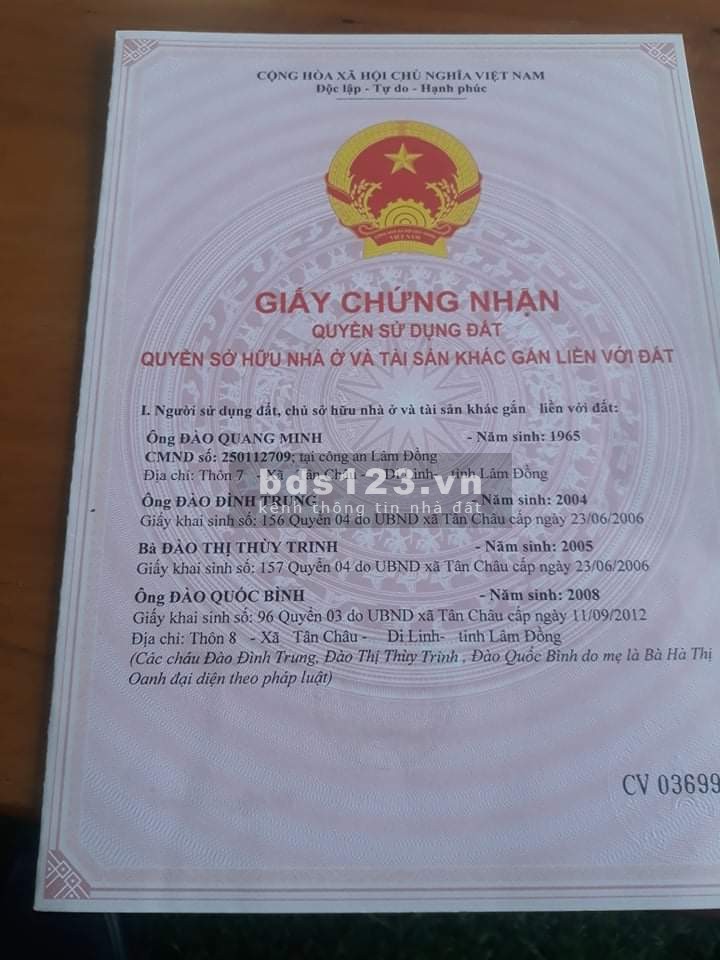 CỘNG HÒA XÃ HỘI CHỦ NGHĨA VIỆT NAM
Độc lập - Tự do - Hạnh phúc
VIỆT NAM
GIẤY CHỨNG NHẬN
QUYỀN SỬ DỤNG ĐẤT
QUYỀN SỞ HỮU NHÀ Ở VÀ TÀI SẢN KHÁC GẮN LIỀN VỚI ĐẤT
I. Người sử dụng đất, chủ sở hữu nhà ở và tài sản khác gắn liền với đất:
Ông ĐÀO QUANG MINH - Năm sinh: 1965
CMND số: 250112709; tại công an Lâm Đồng
Địa chỉ: Thôn 7 - Xã Tân Châu - Di Linh- tỉnh Lâm Đồng
bds123.vn
kênh thông tin nhà đất
Ông ĐÀO ĐÌNH TRUNG - Năm sinh: 2004
Giấy khai sinh số: 156 Quyển 04 do UBND xã Tân Châu cấp ngày 23/06/2006
Bà ĐÀO THỊ THÙY TRINH - Năm sinh: 2005
Giấy khai sinh số: 157 Quyển 04 do UBND xã Tân Châu cấp ngày 23/06/2006
Ông ĐÀO QUỐC BÌNH - Năm sinh: 2008
Giấy khai sinh số: 96 Quyển 03 do UBND xã Tân Châu cấp ngày 11/09/2012
Địa chỉ: Thôn 8 - Xã Tân Châu - Di Linh- tỉnh Lâm Đồng
(Các cháu Đào Đình Trung, Đào Thị Thùy Trinh , Đào Quốc Bình do mẹ là Bà Hà Thị
Oanh đại diện theo pháp luật)
CV 03699